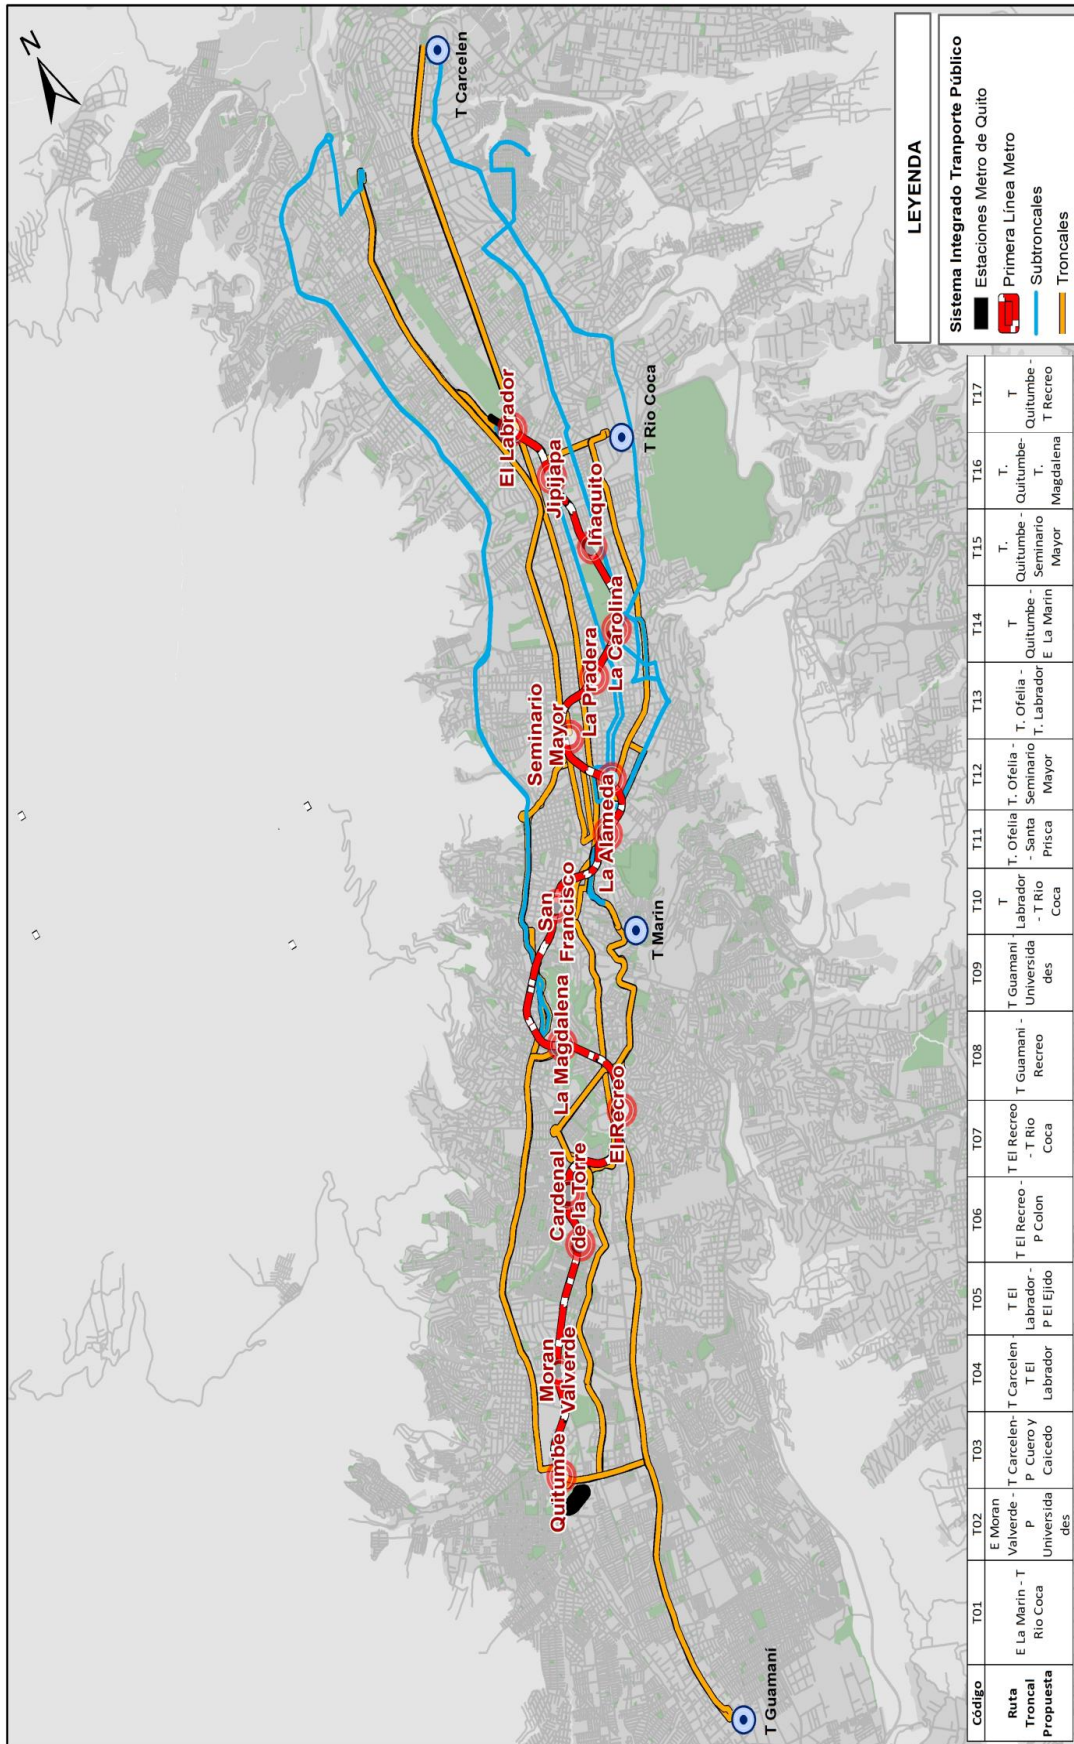 N
T Carcelen
El Labrador
Jipijapa
T Rio Coca
Iñaquito
La Carolina
La Pradera
Seminario
Mayor
La Alameda
San
Francisco
T Marin
La Magdalena
El Recreo
Cardenal
de la Torre
Moran
Valverde
Quitumbe
T Guamaní
LEYENDA
Sistema Integrado Tranporte Público
Estaciones Metro de Quito
Primera Línea Metro
Subtroncales
Troncales
Código
Ruta
Troncal
Propuesta
T01
E La Marin - T
Rio Coca
T02
E Moran
Valverde -
P
Universida
des
T03
T Carcelen-
P Cuero y
Caicedo
T04
T Carcelen -
T El
Labrador
T05
T El
Labrador -
P El Ejido
T06
T El Recreo -
P Colon
T07
T El Recreo
- T Rio
Coca
T08
T Guamani -
Recreo
T09
T Guamani -
Universida
des
T10
T
Labrador
- T Rio
Coca
T11
T. Ofelia
- Santa
Prisca
T12
T. Ofelia -
Seminario
Mayor
T13
T. Ofelia -
T. Labrador
T14
T
Quitumbe -
E La Marin
T15
T.
Quitumbe -
Seminario
Mayor
T16
T.
Quitumbe-
T.
Magdalena
T17
T
Quitumbe -
T Recreo